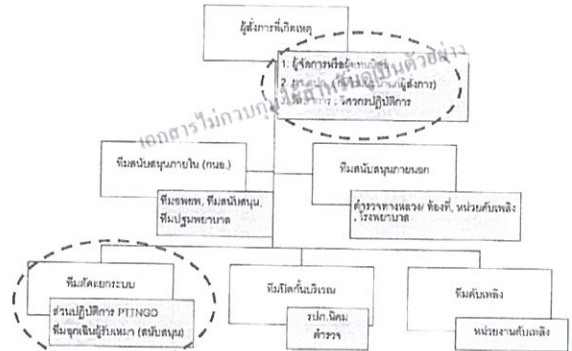 ผู้สั่งการที่เกิดเหตุ
1. ผู้จัดการหรือ
2.
ผู้สั่งการ)
วิศวกรปฏิบัติการ
เอกสารไม่ควบคุมใช้สำหรับดูเป็นตัวอย่าง
ทีมสนับสนุนภายใน (กนอ.)
ทีมอพยพ, ทีมสนับสนุน,
ทีมปฐมพยาบาล
ทีมสนับสนุนภายนอก
ตำรวจทางหลวง/ ท้องที่, หน่วยดับเพลิง
, โรงพยาบาล
ทีมตัดแยกระบบ
ส่วนปฏิบัติการ PTTNGD
ทีมฉุกเฉินผู้รับเหมา (สนับสนุน)
ทีมปิดกั้นบริเวณ
รปภ.นิคม
ตำรวจ
ทีมดับเพลิง
หน่วยงานดับเพลิง